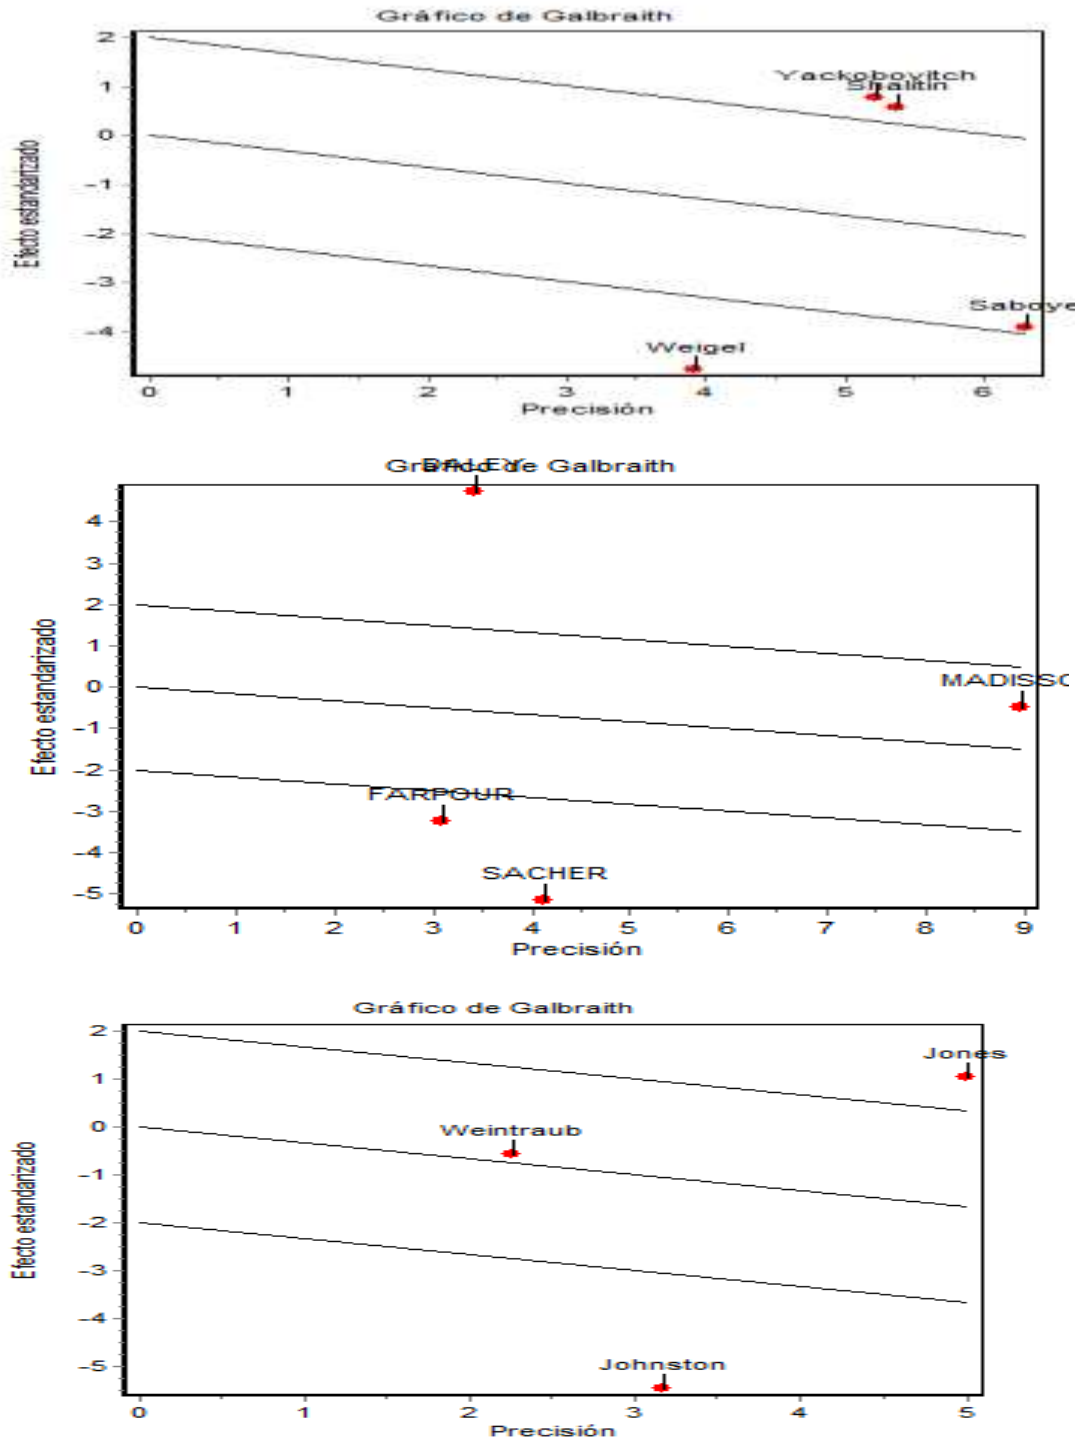 Gráfico de Galbraith
2
1
0
-1
-2
-3
-4
Efecto estandarizado
Yackobovitch
Shalitin
Saboye
Weigel
0 1 2 3 4 5 6
Precisión
Gráfico de Galbraith
4
3
2
1
0
-1
-2
-3
-4
-5
Efecto estandarizado
MADISSO
FARPOUR
SACHER
0 1 2 3 4 5 6 7 8 9
Precisión
Gráfico de Galbraith
2
1
0
-1
-2
-3
-4
-5
Efecto estandarizado
Jones
Weintraub
Johnston
0 1 2 3 4 5
Precisión